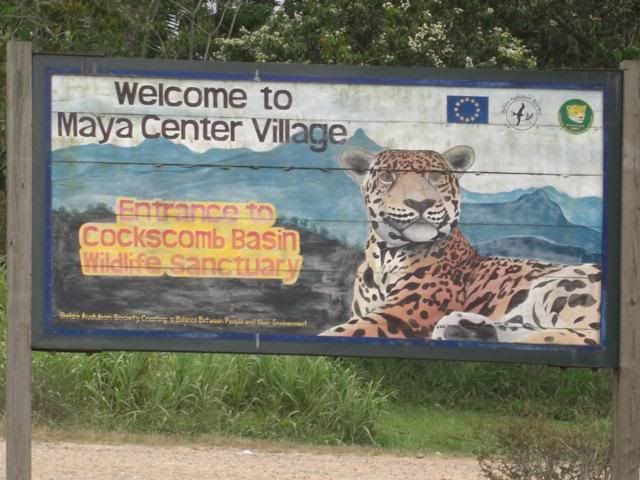 Welcome to
Maya Center Village
Entrance to
Cockscomb Basin
Wildlife Sanctuary
Belize Audubon Society Creating a Balance Between People and their Environment